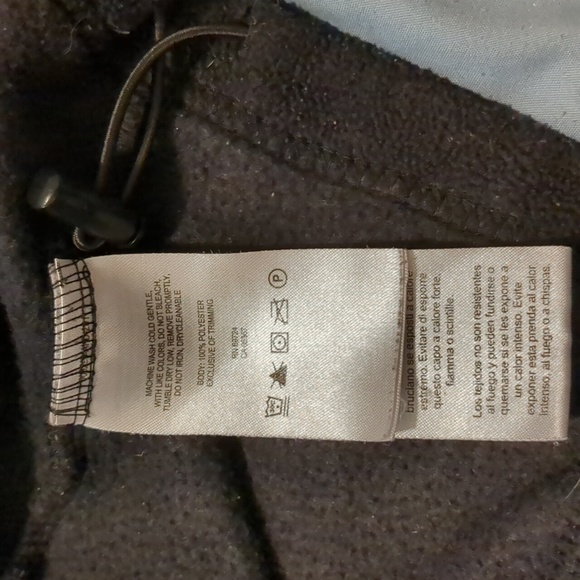 MACHINE WASH COLD GENTLE,
WITH LIKE COLORS, DO NOT BLEACH,
TUMBLE DRY LOW, REMOVE PROMPTLY,
DO NOT IRON, DRYCLEANABLE
BODY: 100% POLYESTER
EXCLUSIVE OF TRIMMING
RN 69724
P
bruciano se esposti a calore
estremo. Evitare di esporre
questo capo a calore forte,
fiamma o scintille.
Los tejidos no son resistentes
al fuego y pueden fundirse o
quemarse si se les expone a
un calor intenso. Evite
exponer esta prenda al calor
intenso, al fuego o a chispas.